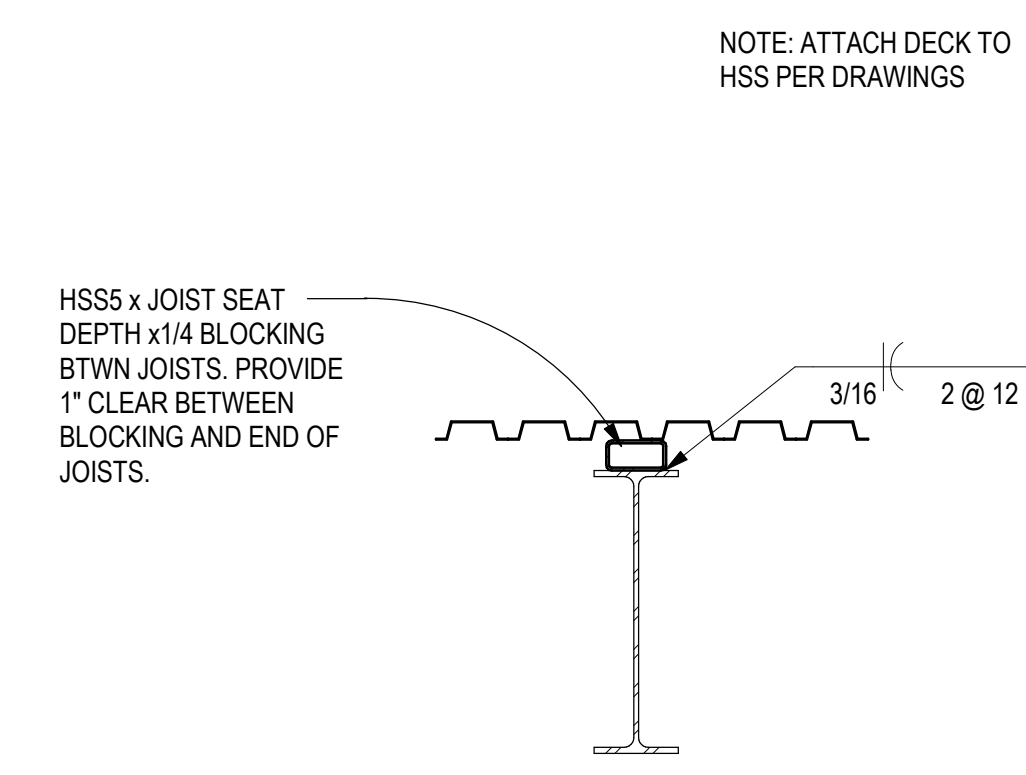 NOTE: ATTACH DECK TO
HSS PER DRAWINGS
HSS5 x JOIST SEAT
DEPTH x1/4 BLOCKING
BTWN JOISTS. PROVIDE
1" CLEAR BETWEEN
BLOCKING AND END OF
JOISTS.
3/16 2 @ 12